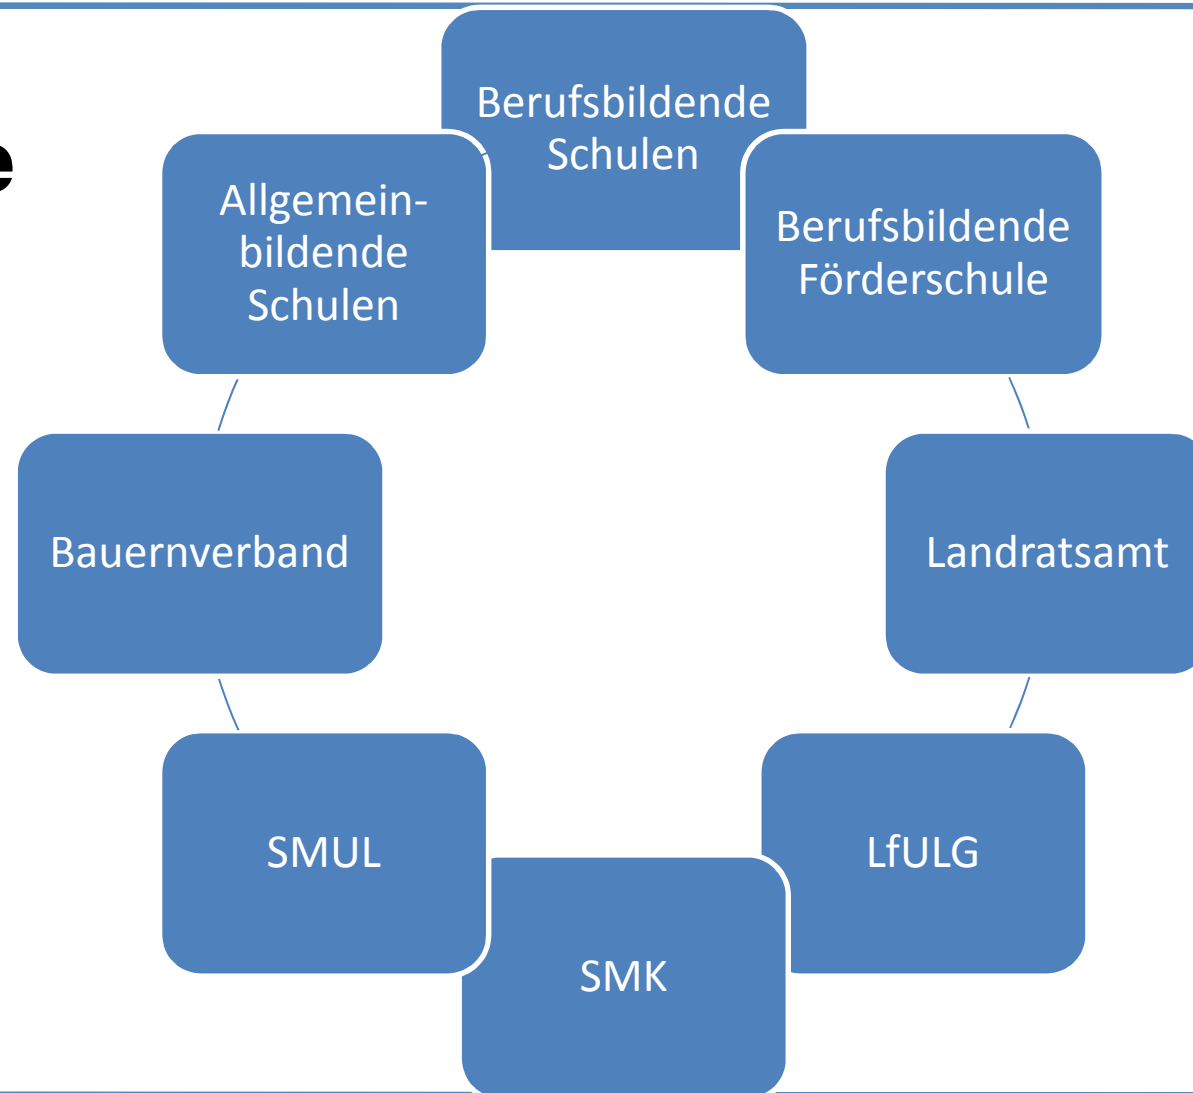 e
Berufsbildende
Schulen
Allgemein-
bildende
Schulen
Berufsbildende
Förderschule
Bauernverband
Landratsamt
SMUL
LfULG
SMK